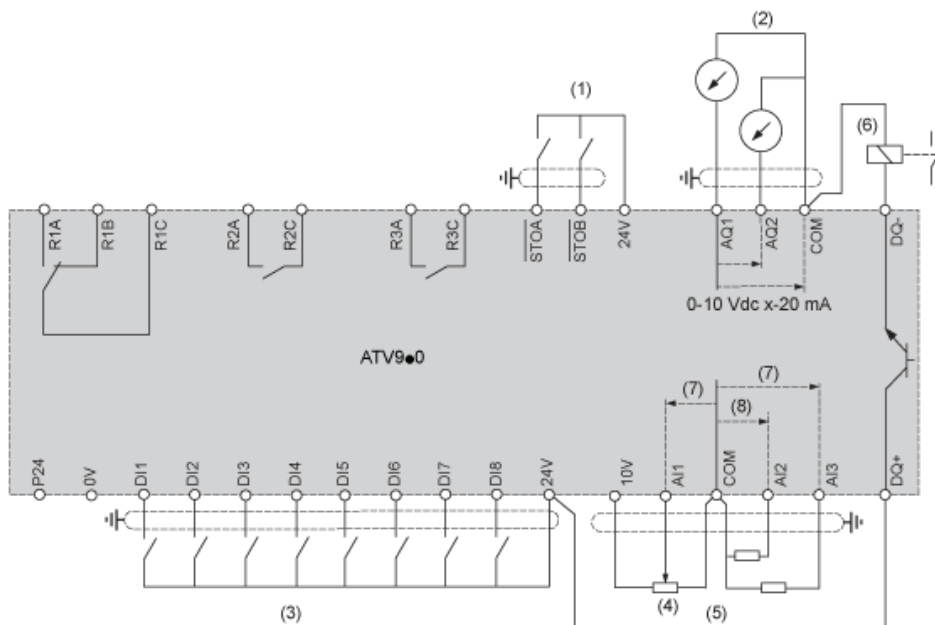 (2)
(1)
(6)
R1A
R1B
R1C
R2A
R2C
R3A
R3C
STOA
STOB
24V
AQ1
AQ2
COM
DQ-
0-10 Vdc x-20 mA
ATV9●0
(7)
(7)
(8)
P24
0V
DI1
DI2
DI3
DI4
DI5
DI6
DI7
DI8
24V
10V
AI1
COM
AI2
AI3
DQ+
(3)
(4)
(5)